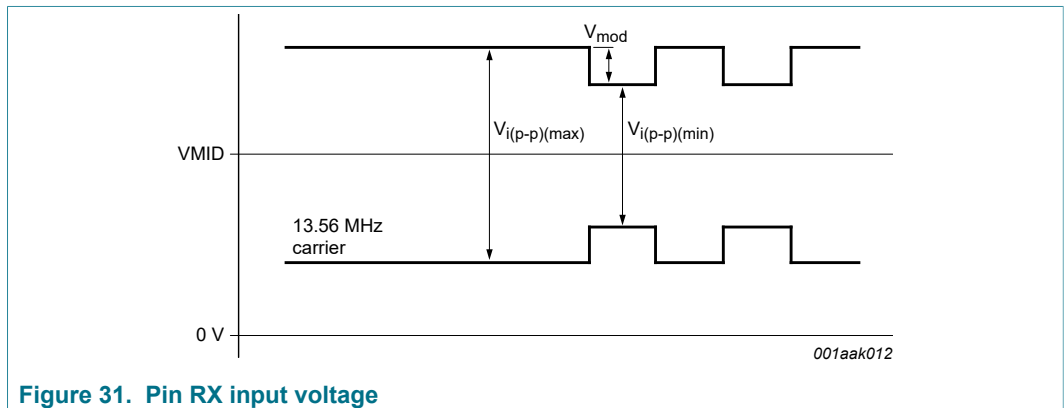 Vmod
Vi(p-p)(max)
Vi(p-p)(min)
VMID
13.56 MHz
carrier
0 V
001aak012
Figure 31. Pin RX input voltage